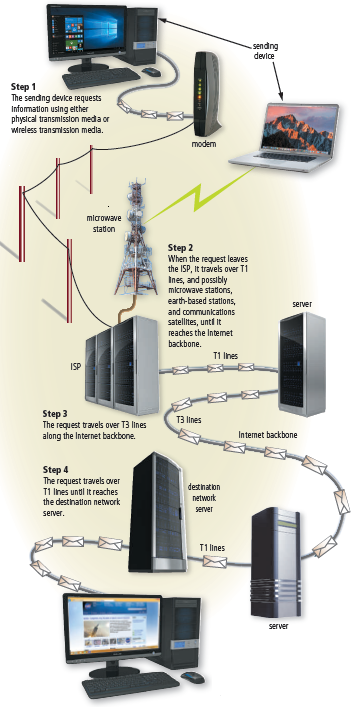 sending
device
Step 1
The sending device requests
information using either
physical transmission media or
wireless transmission media.
modem
microwave
station
Step 2
When the request leaves
the ISP, it travels over T1
lines, and possibly
microwave stations,
earth-based stations,
and communications
satellites, until it
reaches the Internet
backbone.
server
T1 lines
ISP
Step 3
The request travels over T3 lines
along the Internet backbone.
T3 lines
Internet backbone
Step 4
The request travels over
T1 lines until it reaches
the destination network
server.
destination
network
server
T1 lines
server